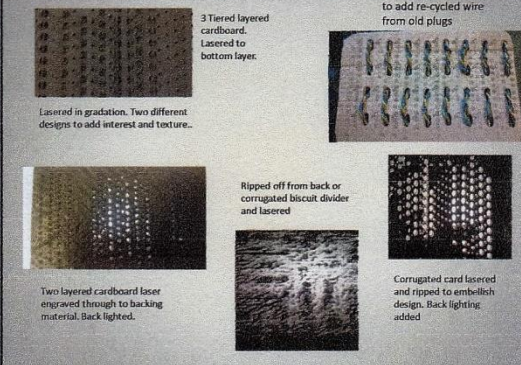 3 Tiered layered
cardboard.
Lasered to
bottom layer.
to add re-cycled wire
from old plugs
Lasered in gradation. Two different
designs to add interest and texture..
Ripped off from back or
corrugated biscuit divider
and lasered
Two layered cardboard laser
engraved through to backing
material. Back lighted.
Corrugated card lasered
and ripped to embellish
design. Back lighting
added